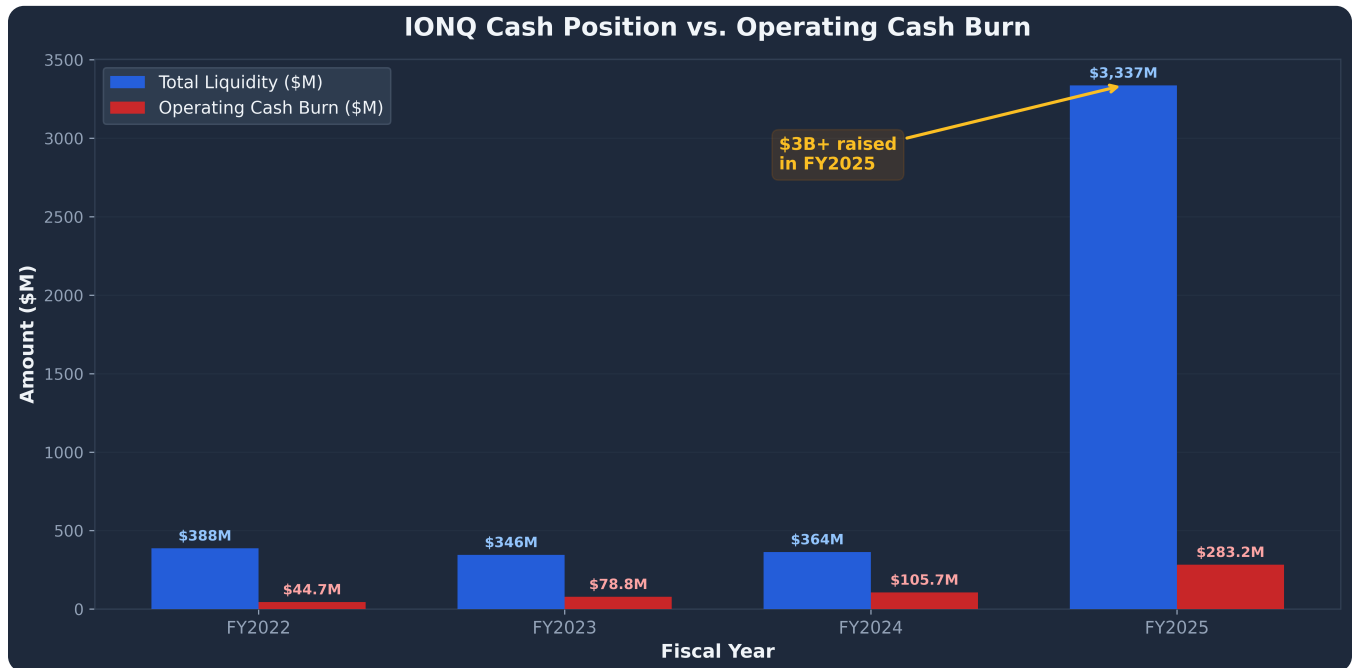 IONQ Cash Position vs. Operating Cash Burn
Total Liquidity ($M)
Operating Cash Burn ($M)
Amount ($M)
3500
3000
2500
2000
1500
1000
500
0
$3B+ raised
in FY2025
$388M
$44.7M
$346M
$78.8M
$364M
$105.7M
$3,337M
$283.2M
FY2022
FY2023
FY2024
FY2025
Fiscal Year